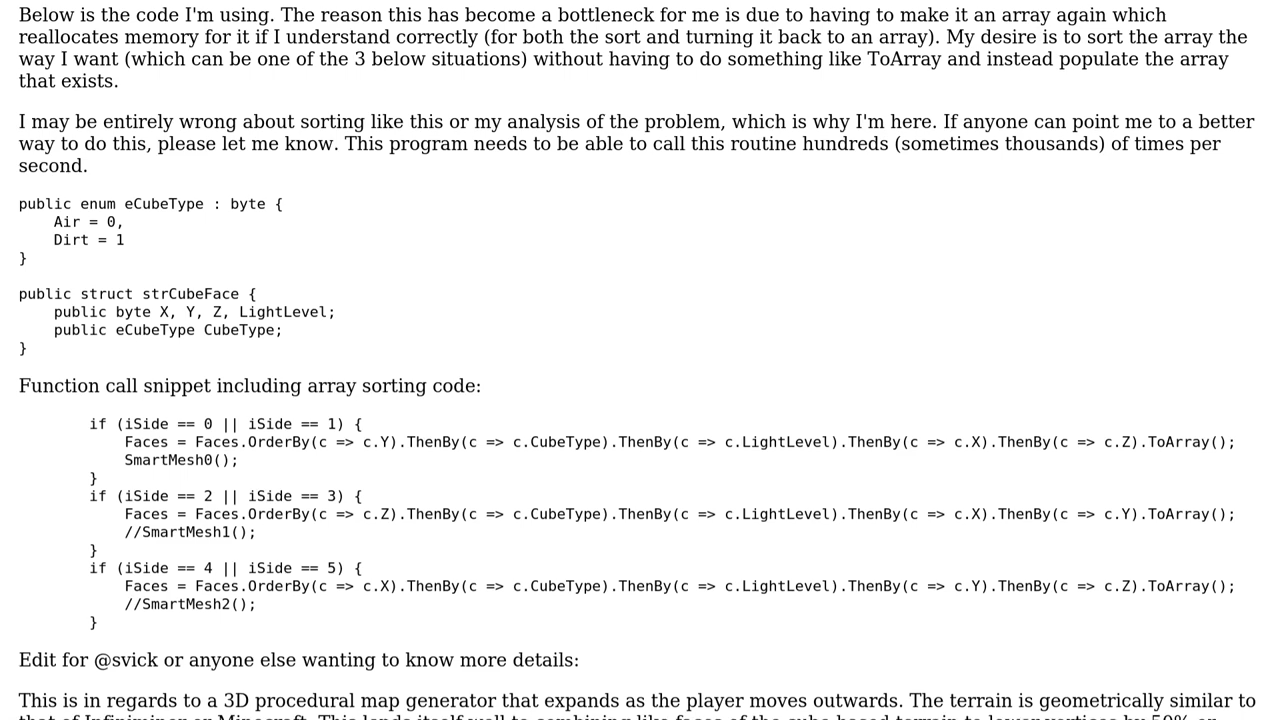 Below is the code I'm using. The reason this has become a bottleneck for me is due to having to make it an array again which
reallocates memory for it if I understand correctly (for both the sort and turning it back to an array). My desire is to sort the array the
way I want (which can be one of the 3 below situations) without having to do something like ToArray and instead populate the array
that exists.
I may be entirely wrong about sorting like this or my analysis of the problem, which is why I'm here. If anyone can point me to a better
way to do this, please let me know. This program needs to be able to call this routine hundreds (sometimes thousands) of times per
second.
public enum eCubeType : byte {
    Air = 0,
    Dirt = 1
}
public struct strCubeFace {
    public byte X, Y, Z, LightLevel;
    public eCubeType CubeType;
}
Function call snippet including array sorting code:
        if (iSide == 0 || iSide == 1) {
            Faces = Faces.OrderBy(c => c.Y).ThenBy(c => c.CubeType).ThenBy(c => c.LightLevel).ThenBy(c => c.X).ThenBy(c => c.Z).ToArray();
            SmartMesh0();
        }
        if (iSide == 2 || iSide == 3) {
            Faces = Faces.OrderBy(c => c.Z).ThenBy(c => c.CubeType).ThenBy(c => c.LightLevel).ThenBy(c => c.X).ThenBy(c => c.Y).ToArray();
            //SmartMesh1();
        }
        if (iSide == 4 || iSide == 5) {
            Faces = Faces.OrderBy(c => c.X).ThenBy(c => c.CubeType).ThenBy(c => c.LightLevel).ThenBy(c => c.Y).ThenBy(c => c.Z).ToArray();
            //SmartMesh2();
        }
Edit for @svick or anyone else wanting to know more details:
This is in regards to a 3D procedural map generator that expands as the player moves outwards. The terrain is geometrically similar to